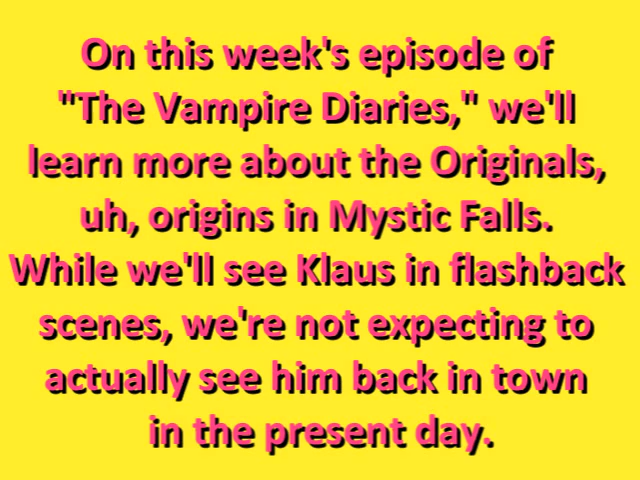 On this week's episode of
"The Vampire Diaries," we'll
learn more about the Originals,
uh, origins in Mystic Falls.
While we'll see Klaus in flashback
scenes, we're not expecting to
actually see him back in town
in the present day.